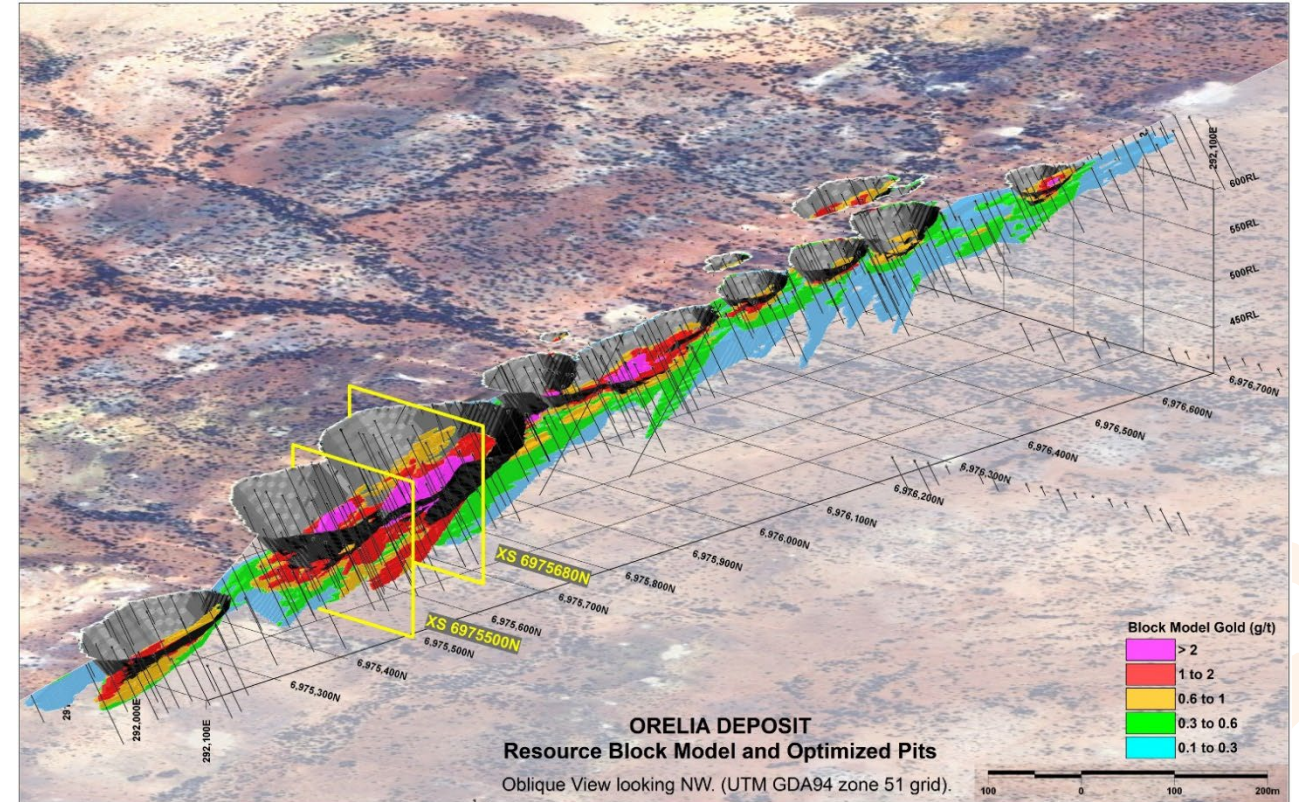 292,100E
600RL
550RL
500RL
450RL
6,976,700N
6,976,600N
6,976,500N
6,976,400N
6,976,300N
6,976,200N
6,976,100N
6,976,000N
6,975,900N
6,975,800N
6,975,700N
6,975,600N
6,975,500N
6,975,400N
6,975,300N
XS 6975680N
XS 6975500N
292,000E
292,100E
Block Model Gold (g/t)
> 2
1 to 2
0.6 to 1
0.3 to 0.6
0.1 to 0.3
ORELIA DEPOSIT
Resource Block Model and Optimized Pits
Oblique View looking NW. (UTM GDA94 zone 51 grid).
100 0 100 200m